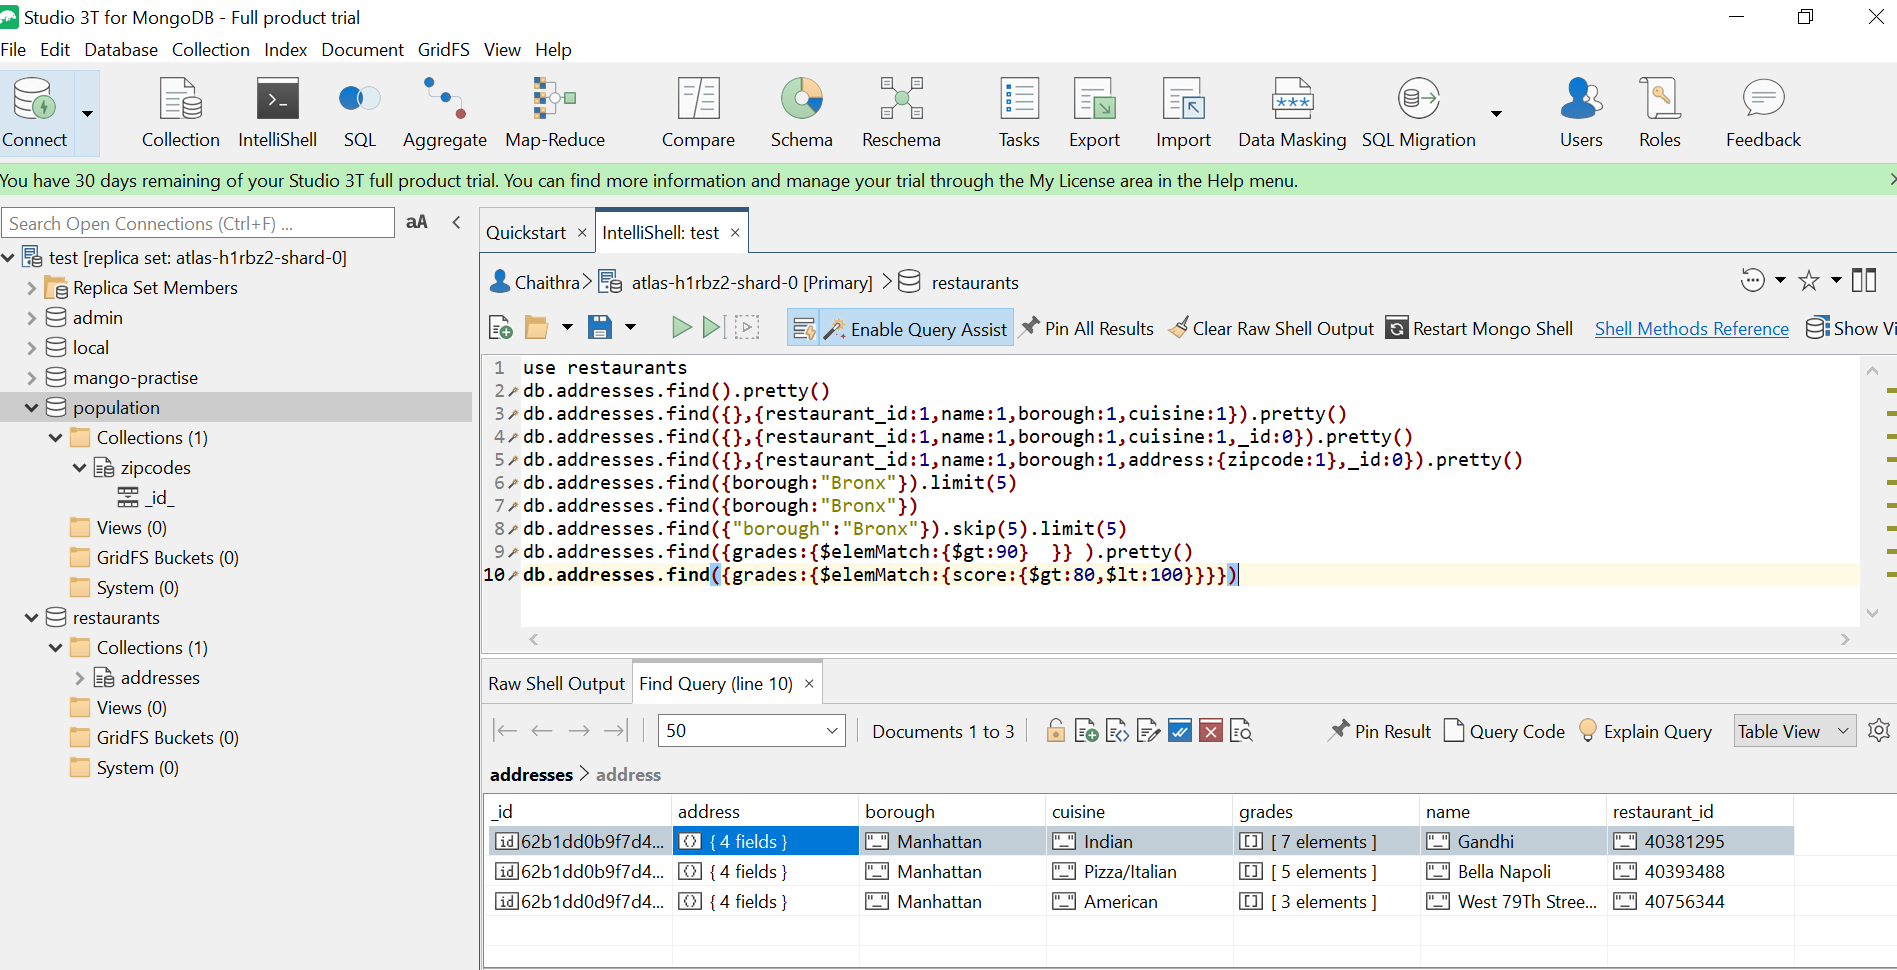 Studio 3T for MongoDB - Full product trial
File Edit Database Collection Index Document GridFS View Help
Connect Collection IntelliShell SQL Aggregate Map-Reduce Compare Schema Reschema Tasks Export Import Data Masking SQL Migration Users Roles Feedback
You have 30 days remaining of your Studio 3T full product trial. You can find more information and manage your trial through the My License area in the Help menu.
Search Open Connections (Ctrl+F) ... aA
test [replica set: atlas-h1rbz2-shard-0]
Replica Set Members
admin
local
mango-practise
population
Collections (1)
zipcodes
_id_
Views (0)
GridFS Buckets (0)
System (0)
restaurants
Collections (1)
addresses
Views (0)
GridFS Buckets (0)
System (0)
Quickstart × IntelliShell: test ×
Chaithra > atlas-h1rbz2-shard-0 [Primary] > restaurants
Enable Query Assist Pin All Results Clear Raw Shell Output Restart Mongo Shell Shell Methods Reference Show Vi
1 use restaurants
2 db.addresses.find().pretty()
3 db.addresses.find({},{restaurant_id:1,name:1,borough:1,cuisine:1}).pretty()
4 db.addresses.find({},{restaurant_id:1,name:1,borough:1,cuisine:1,_id:0}).pretty()
5 db.addresses.find({},{restaurant_id:1,name:1,borough:1,address:{zipcode:1},_id:0}).pretty()
6 db.addresses.find({borough:"Bronx"}).limit(5)
7 db.addresses.find({borough:"Bronx"})
8 db.addresses.find({"borough":"Bronx"}).skip(5).limit(5)
9 db.addresses.find({grades:{$elemMatch:{$gt:90}  }} ).pretty()
10 db.addresses.find({grades:{$elemMatch:{score:{$gt:80,$lt:100}}}})
Raw Shell Output Find Query (line 10) ×
50 Documents 1 to 3 Pin Result Query Code Explain Query Table View
addresses > address
_id address borough cuisine grades name restaurant_id
62b1dd0b9f7d4... { 4 fields } Manhattan Indian [ 7 elements ] Gandhi 40381295
62b1dd0b9f7d4... { 4 fields } Manhattan Pizza/Italian [ 5 elements ] Bella Napoli 40393488
62b1dd0d9f7d4... { 4 fields } Manhattan American [ 3 elements ] West 79Th Stree... 40756344